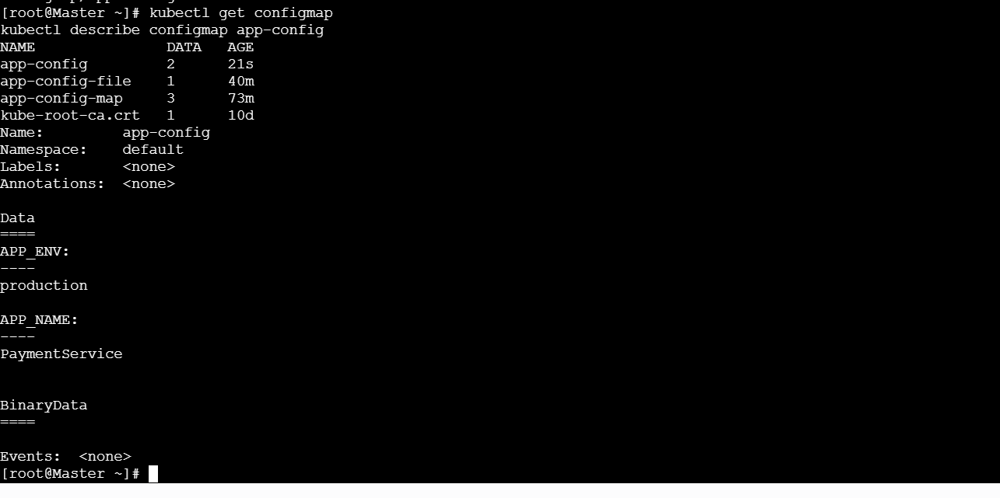 [root@Master ~]# kubectl get configmap
kubectl describe configmap app-config
NAME               DATA   AGE
app-config         2      21s
app-config-file    1      40m
app-config-map     3      73m
kube-root-ca.crt   1      10d
Name:         app-config
Namespace:    default
Labels:       <none>
Annotations:  <none>
Data
====
APP_ENV:
----
production
APP_NAME:
----
PaymentService
BinaryData
====
Events:  <none>
[root@Master ~]#